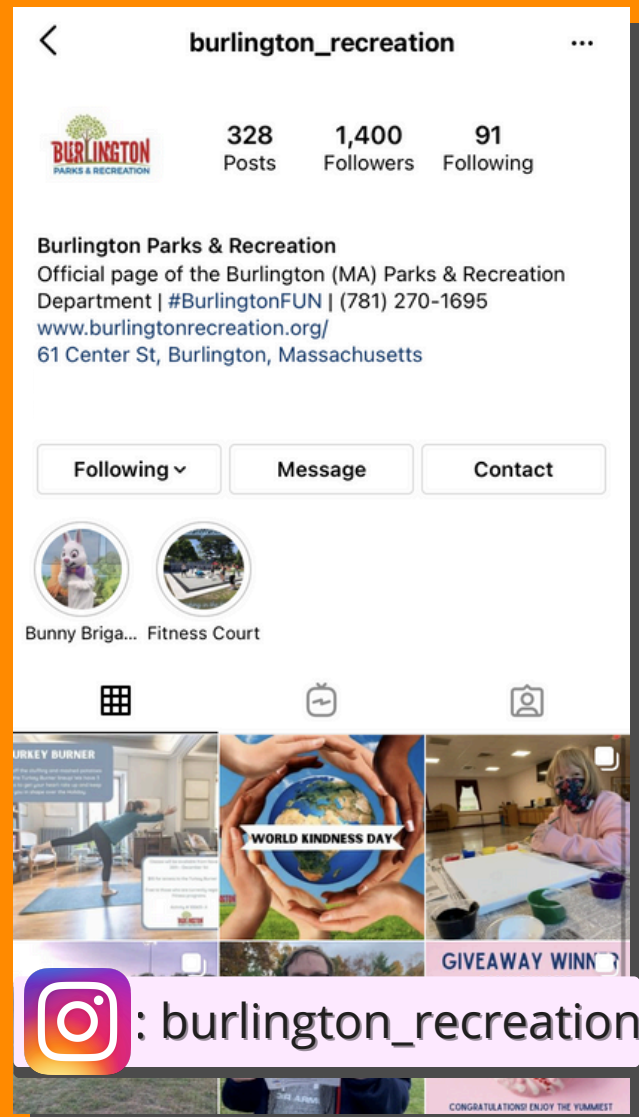 burlington_recreation
BURLINGTON
PARKS & RECREATION
328
Posts
1,400
Followers
91
Following
Burlington Parks & Recreation
Official page of the Burlington (MA) Parks & Recreation
Department | #BurlingtonFUN | (781) 270-1695
www.burlingtonrecreation.org/
61 Center St, Burlington, Massachusetts
Following
Message
Contact
Bunny Briga...
Fitness Court
URKEY BURNER
WORLD KINDNESS DAY
GIVEAWAY WINN
: burlington_recreation
CONGRATULATIONS! ENJOY THE YUMMIEST